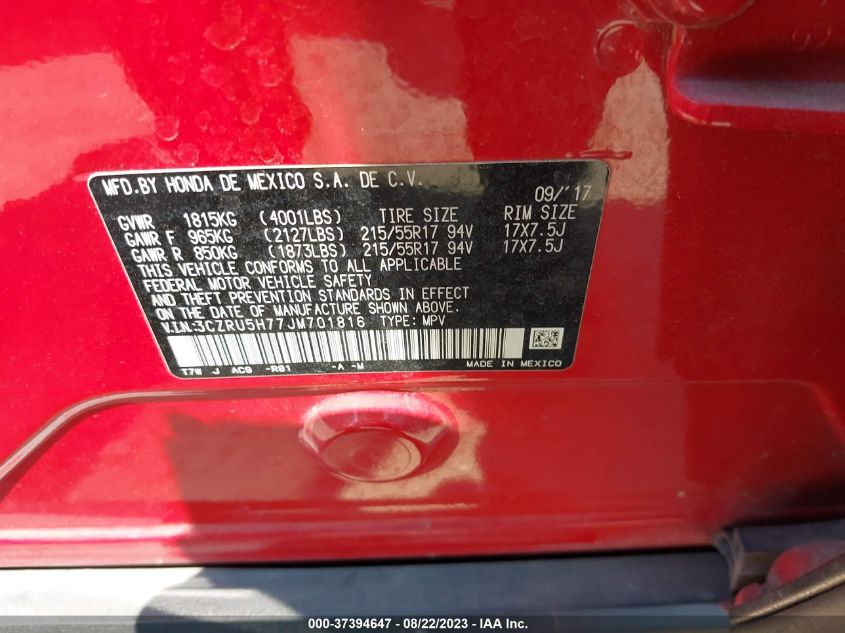 MFD.BY HONDA DE MEXICO S.A. DE C.V.
09/'17
GVWR 1815KG (4001LBS) TIRE SIZE RIM SIZE
GAWR F 965KG (2127LBS) 215/55R17 94V 17X7.5J
GAWR R 850KG (1873LBS) 215/55R17 94V 17X7.5J
THIS VEHICLE CONFORMS TO ALL APPLICABLE
FEDERAL MOTOR VEHICLE SAFETY
AND THEFT PREVENTION STANDARDS IN EFFECT
ON THE DATE OF MANUFACTURE SHOWN ABOVE.
V.I.N.:3CZRU5H77JM701816 TYPE: MPV
T7W J AC9 -R81 -A -M MADE IN MEXICO
000-37394647 - 08/22/2023 - IAA Inc.